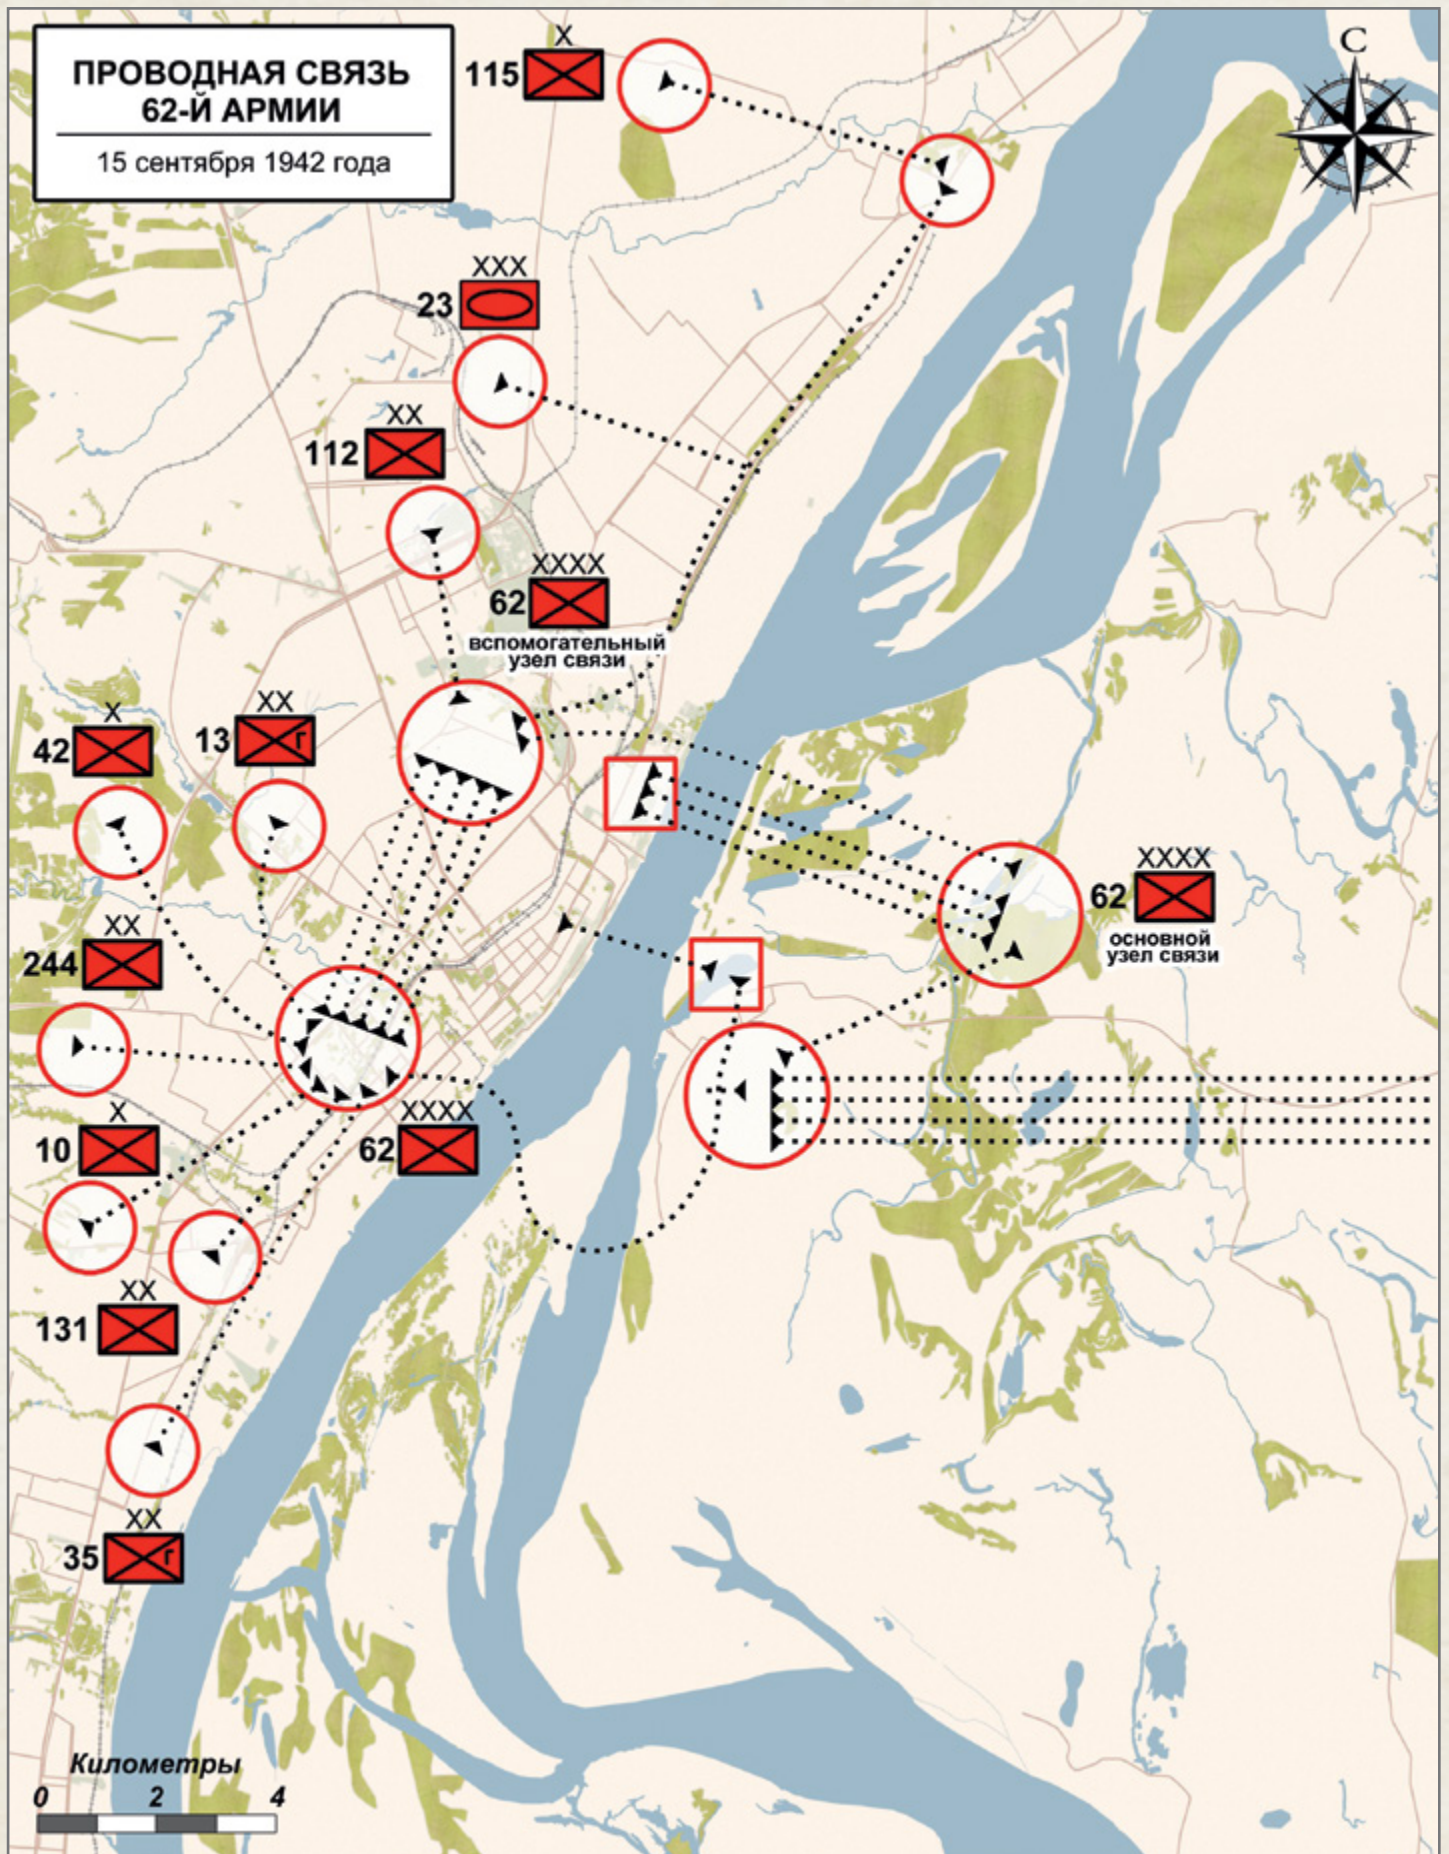 ПРОВОДНАЯ СВЯЗЬ
62-Й АРМИИ
15 сентября 1942 года
С
X
115
XXX
23
XX
112
XXXX
62
вспомогательный
узел связи
X
42
XX
13 г
XXXX
62
основной
узел связи
XX
244
X
10
XXXX
62
XX
131
XX
35 г
Километры
0 2 4